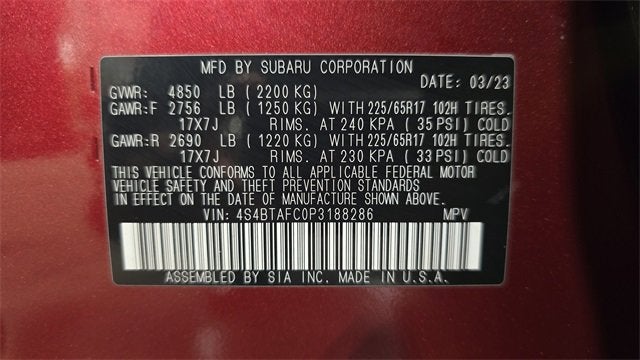 MFD BY SUBARU CORPORATION
DATE: 03/23
GVWR: 4850 LB (2200 KG)
GAWR:F 2756 LB (1250 KG) WITH 225/65R17 102H TIRES.
17X7J RIMS. AT 240 KPA (35 PSI) COLD
GAWR:R 2690 LB (1220 KG) WITH 225/65R17 102H TIRES.
17X7J RIMS. AT 230 KPA (33 PSI) COLD
THIS VEHICLE CONFORMS TO ALL APPLICABLE FEDERAL MOTOR
VEHICLE SAFETY AND THEFT PREVENTION STANDARDS
IN EFFECT ON THE DATE OF MANUFACTURE SHOWN ABOVE.
VIN: 4S4BTAFC0P3188286 MPV
ASSEMBLED BY SIA INC. MADE IN U.S.A.